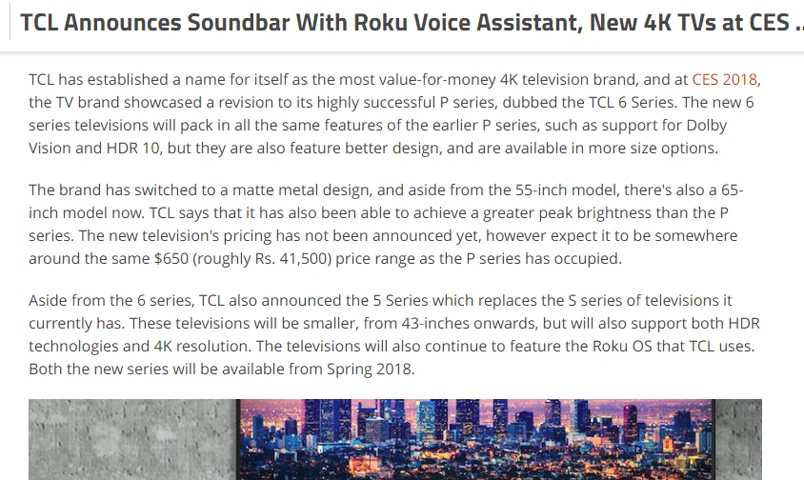 TCL Announces Soundbar With Roku Voice Assistant, New 4K TVs at CES ..
TCL has established a name for itself as the most value-for-money 4K television brand, and at CES 2018,
the TV brand showcased a revision to its highly successful P series, dubbed the TCL 6 Series. The new 6
series televisions will pack in all the same features of the earlier P series, such as support for Dolby
Vision and HDR 10, but they are also feature better design, and are available in more size options.
The brand has switched to a matte metal design, and aside from the 55-inch model, there's also a 65-
inch model now. TCL says that it has also been able to achieve a greater peak brightness than the P
series. The new television's pricing has not been announced yet, however expect it to be somewhere
around the same $650 (roughly Rs. 41,500) price range as the P series has occupied.
Aside from the 6 series, TCL also announced the 5 Series which replaces the S series of televisions it
currently has. These televisions will be smaller, from 43-inches onwards, but will also support both HDR
technologies and 4K resolution. The televisions will also continue to feature the Roku OS that TCL uses.
Both the new series will be available from Spring 2018.